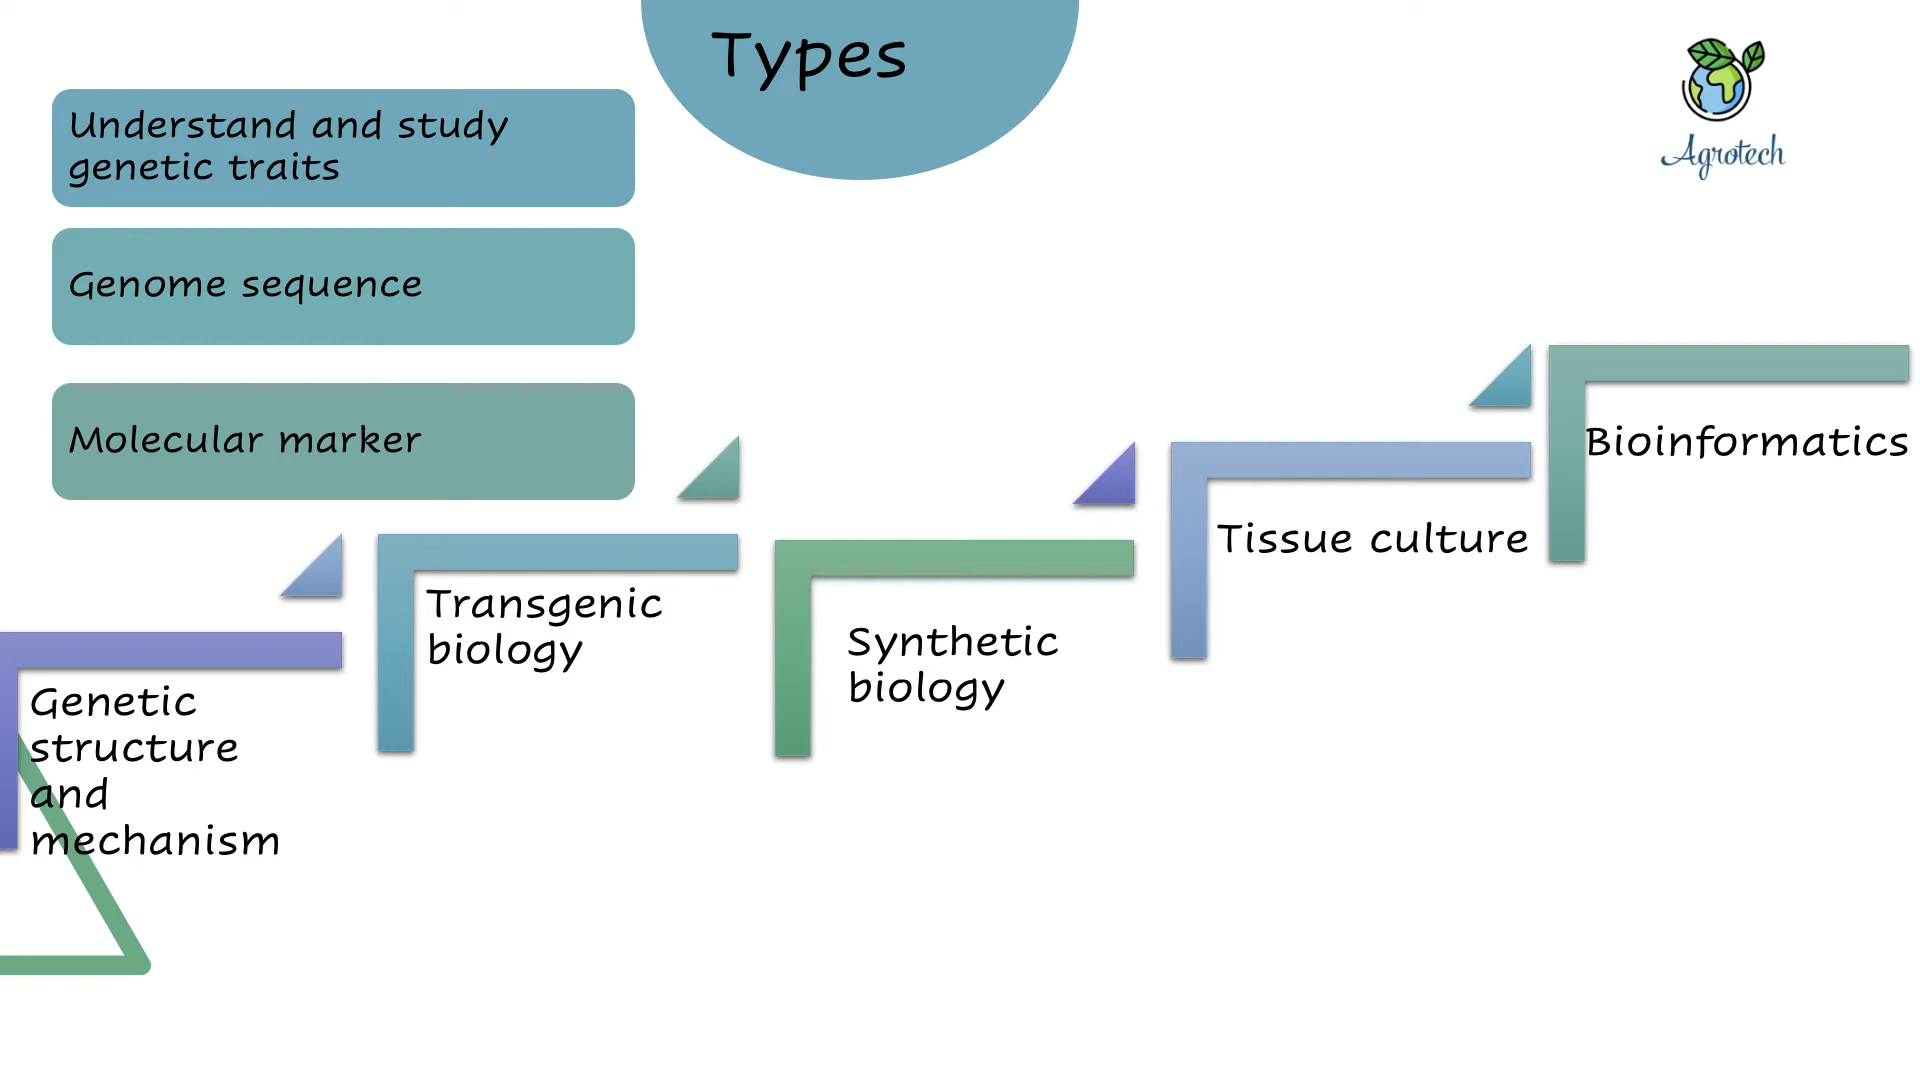 Types
Agrotech
Understand and study
genetic traits
Genome sequence
Molecular marker
Genetic
structure
and
mechanism
Transgenic
biology
Synthetic
biology
Tissue culture
Bioinformatics